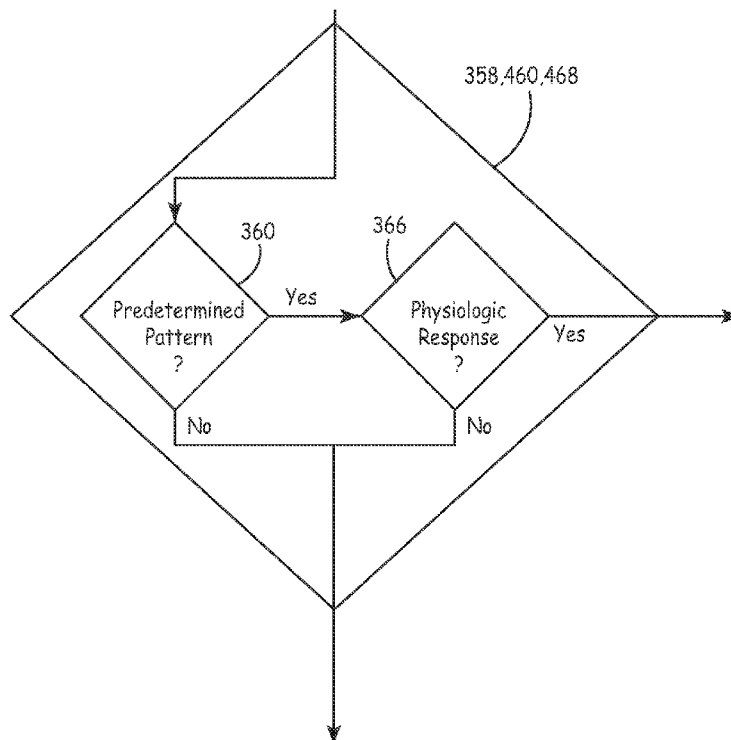 358,460,468
360
366
Predetermined
Pattern
?
Yes
Physiologic
Response
?
Yes
No
No